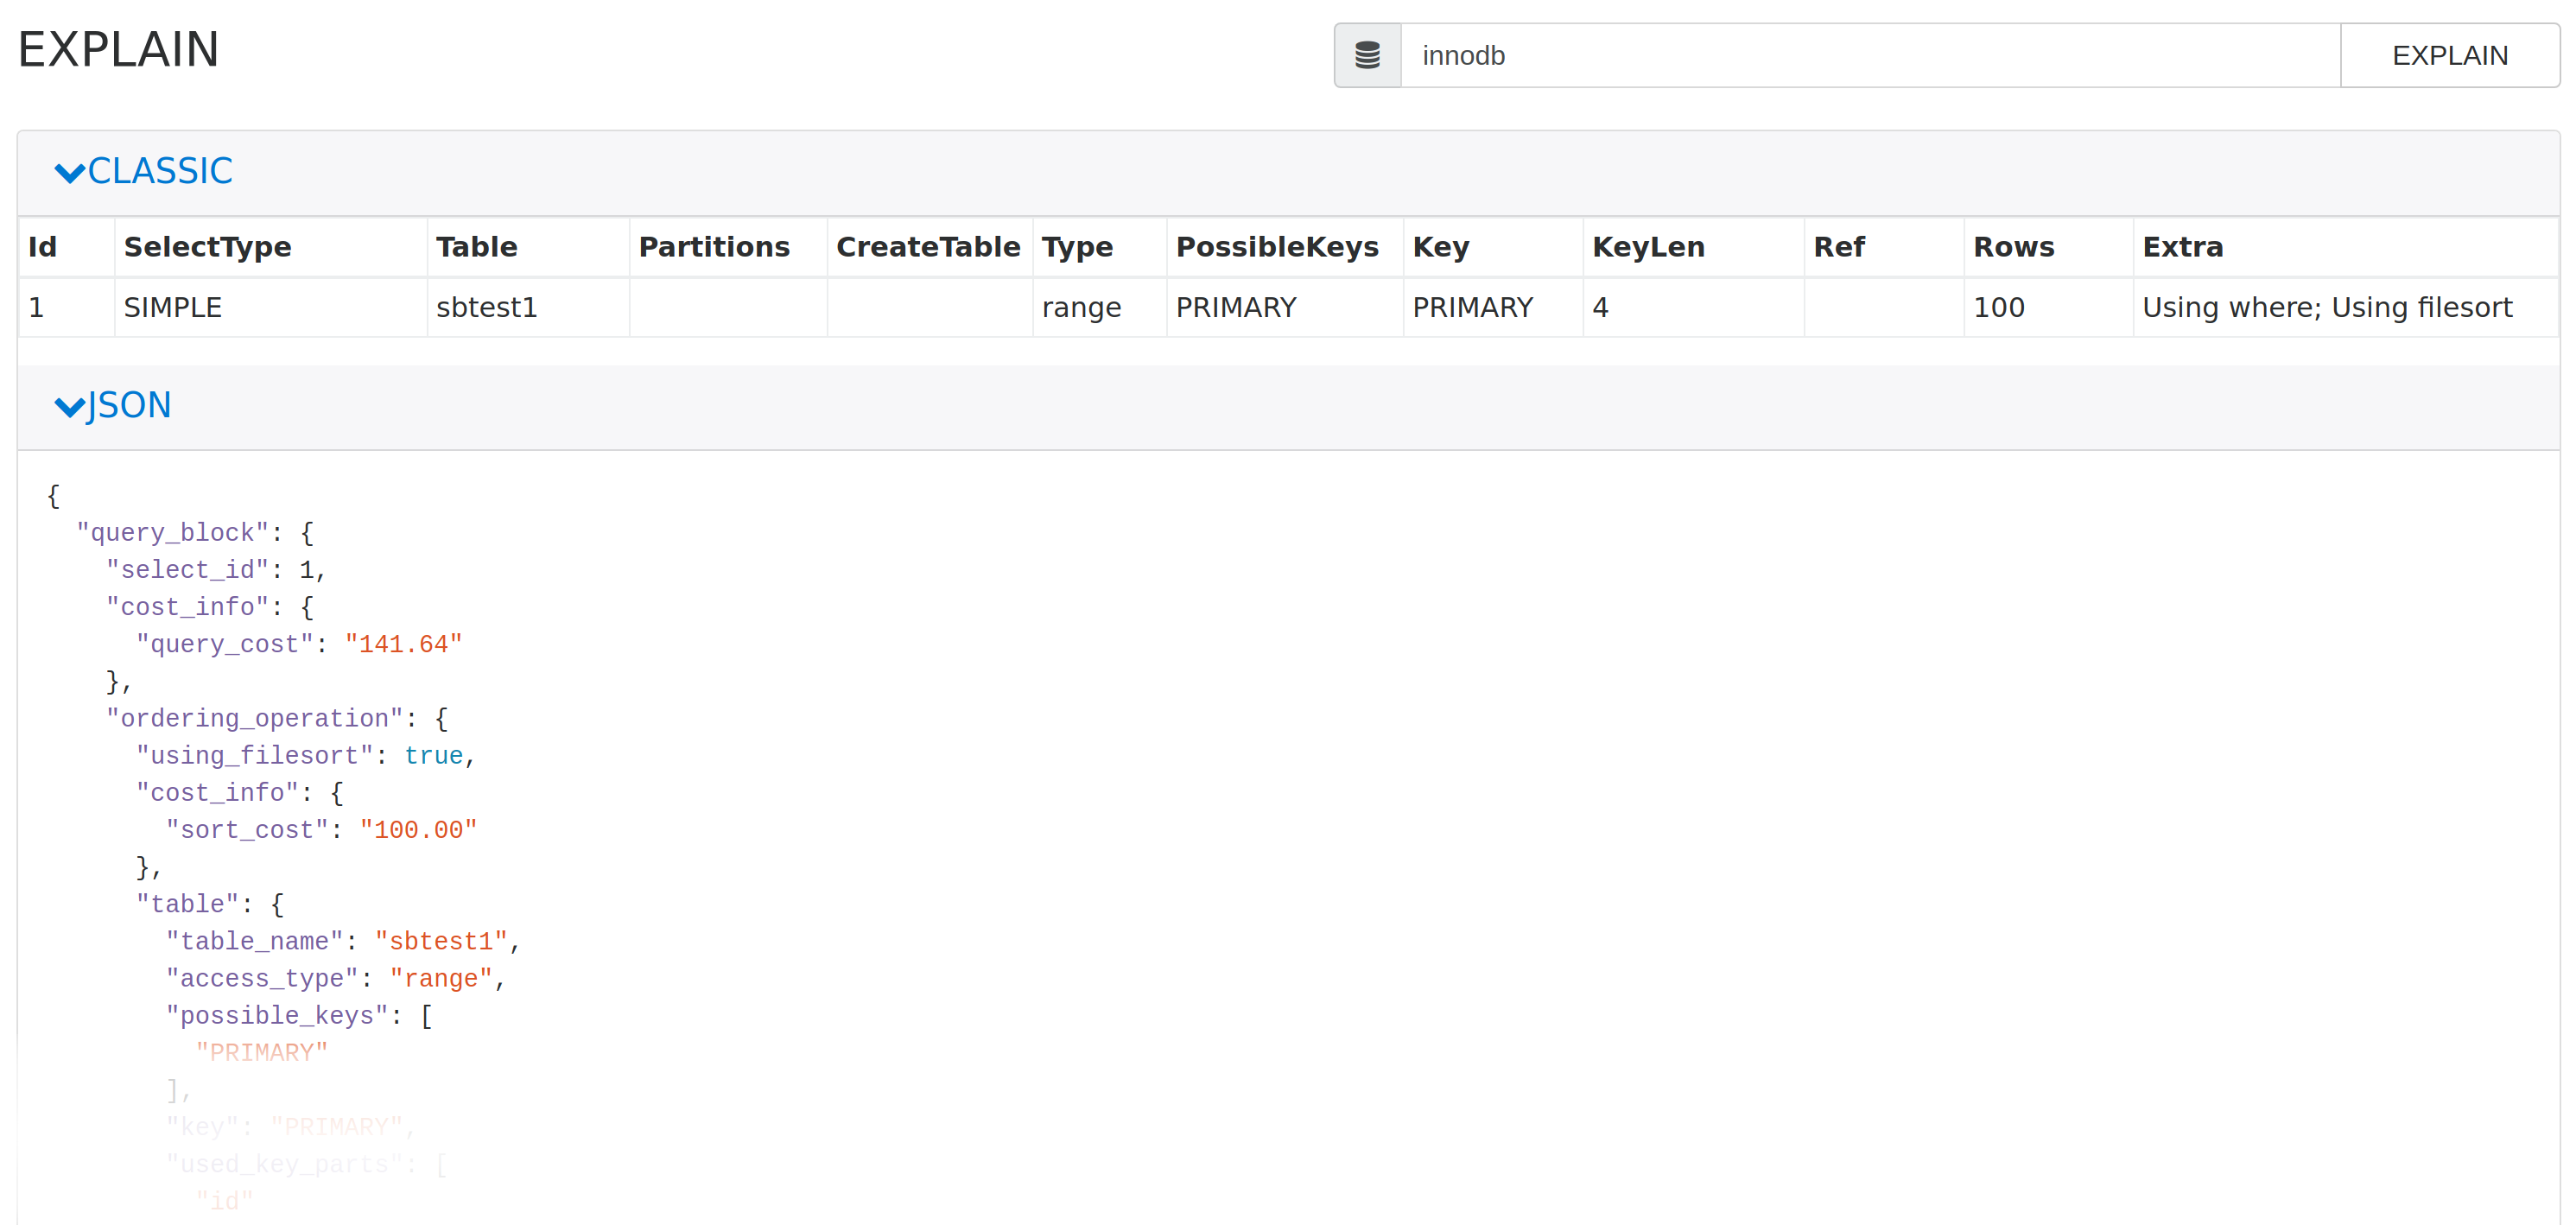 EXPLAIN
innodb
EXPLAIN
CLASSIC
Id SelectType Table Partitions CreateTable Type PossibleKeys Key KeyLen Ref Rows Extra
1 SIMPLE sbtest1 range PRIMARY PRIMARY 4 100 Using where; Using filesort
JSON
{
  "query_block": {
    "select_id": 1,
    "cost_info": {
      "query_cost": "141.64"
    },
    "ordering_operation": {
      "using_filesort": true,
      "cost_info": {
        "sort_cost": "100.00"
      },
      "table": {
        "table_name": "sbtest1",
        "access_type": "range",
        "possible_keys": [
          "PRIMARY"
        ],
        "key": "PRIMARY",
        "used_key_parts": [
          "id"